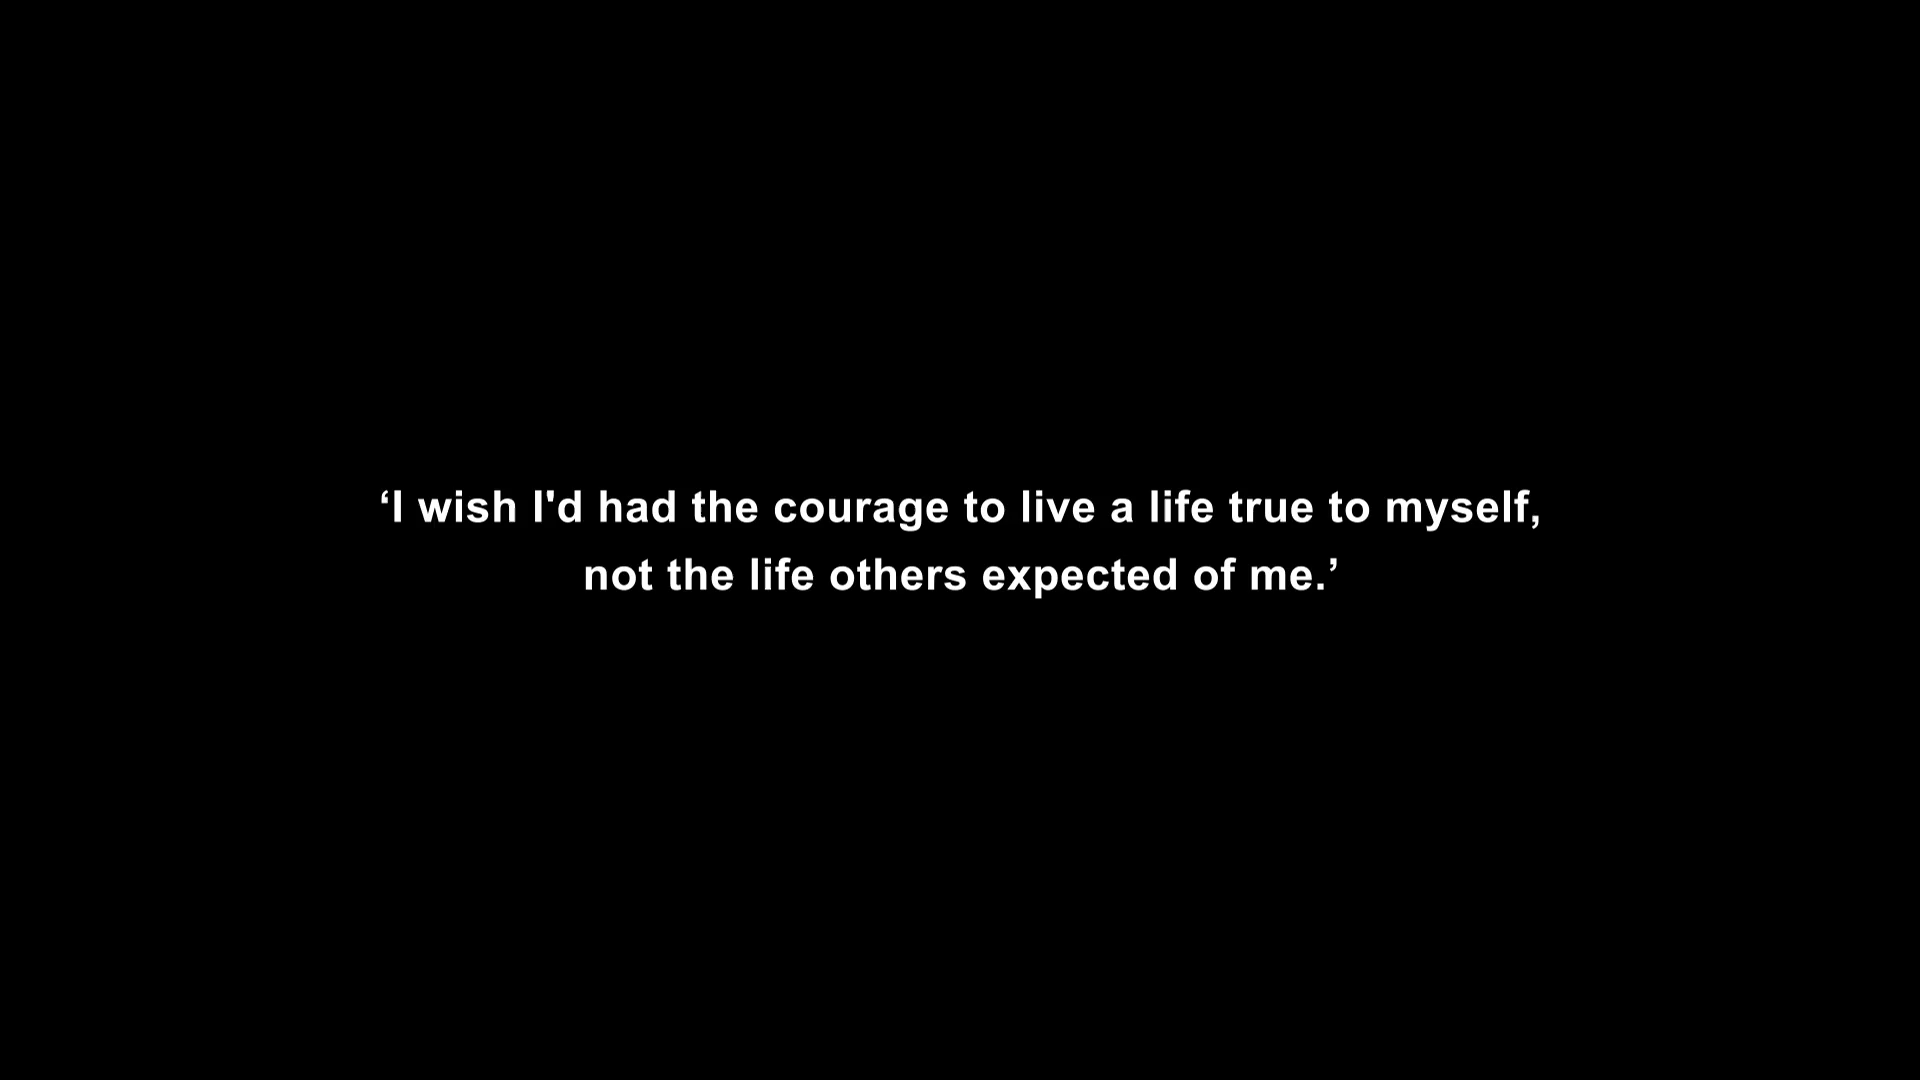 ‘I wish I'd had the courage to live a life true to myself,
not the life others expected of me.’